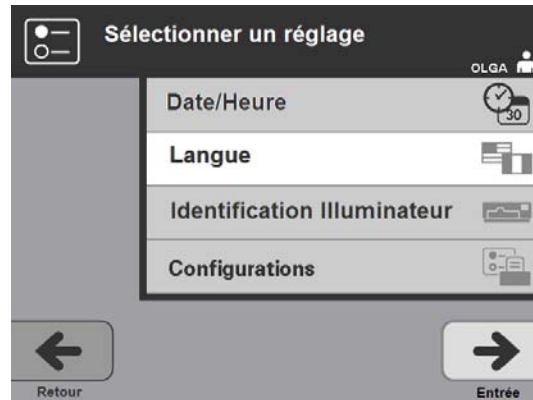 Sélectionner un réglage
OLGA
Date/Heure
30
Langue
Identification Illuminateur
Configurations
Retour
Entrée